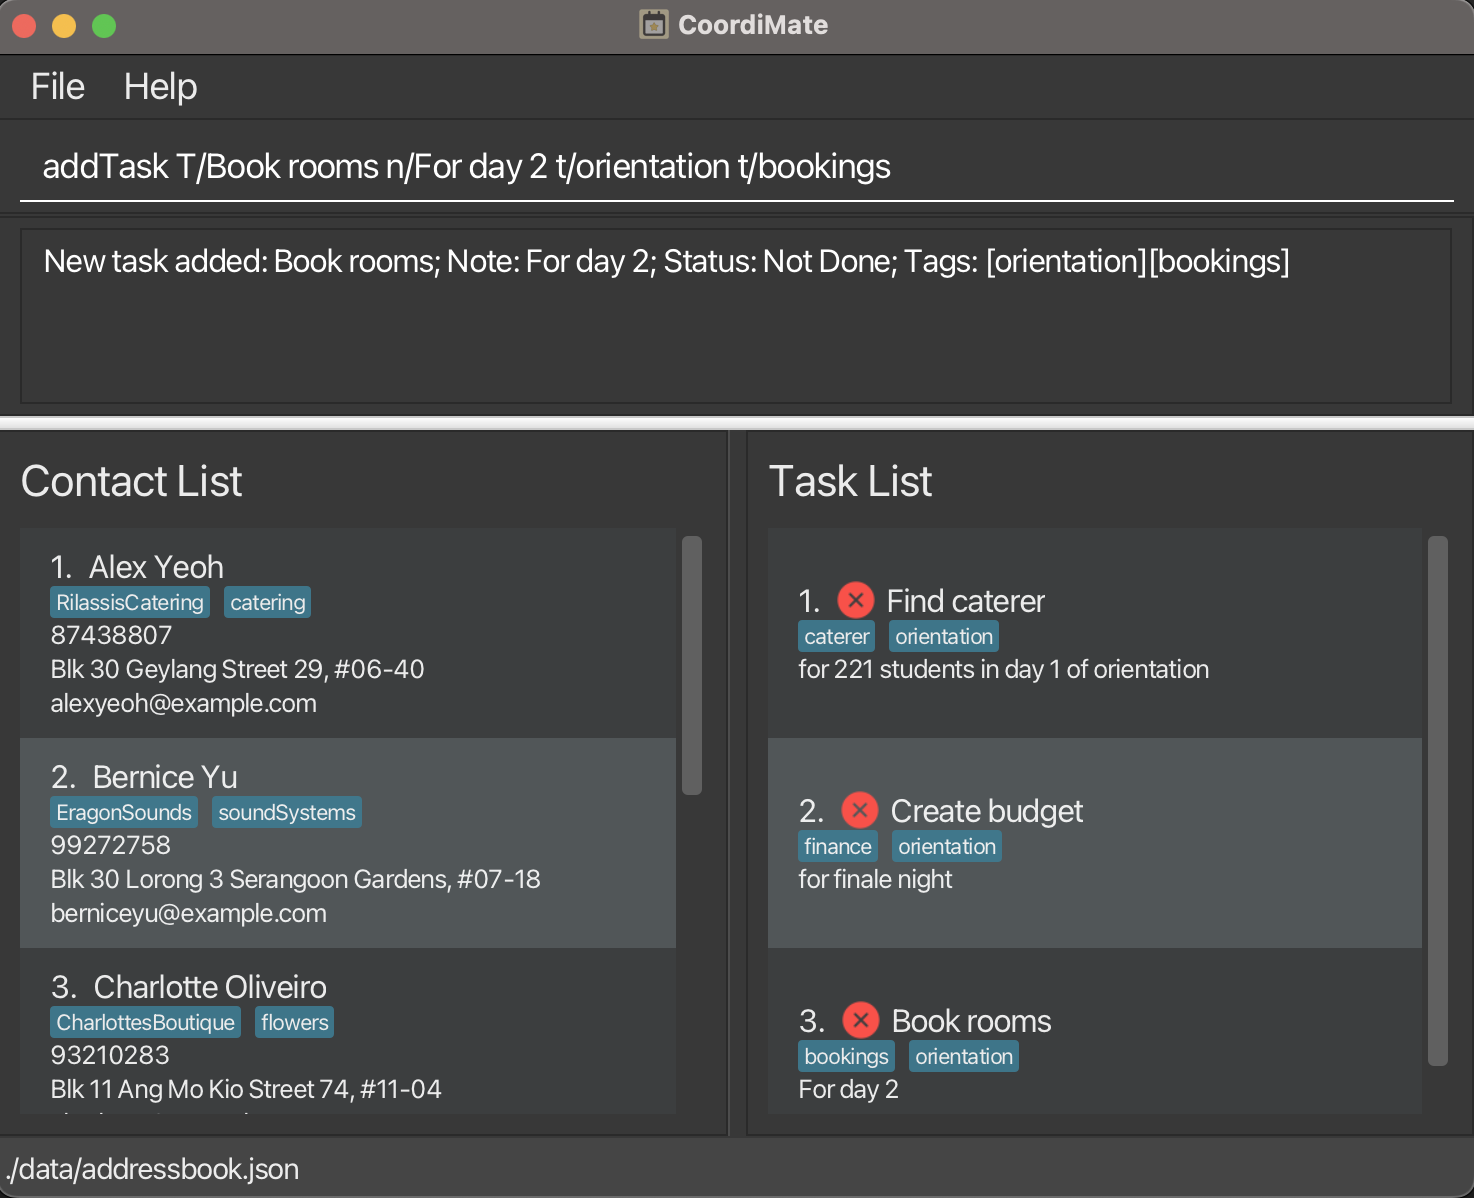 CoordiMate
File Help
addTask T/Book rooms n/For day 2 t/orientation t/bookings
New task added: Book rooms; Note: For day 2; Status: Not Done; Tags: [orientation][bookings]
Contact List
1. Alex Yeoh
RilassisCatering catering
87438807
Blk 30 Geylang Street 29, #06-40
alexyeoh@example.com
2. Bernice Yu
EragonSounds soundSystems
99272758
Blk 30 Lorong 3 Serangoon Gardens, #07-18
berniceyu@example.com
3. Charlotte Oliveiro
CharlottesBoutique flowers
93210283
Blk 11 Ang Mo Kio Street 74, #11-04
Task List
1. Find caterer
caterer orientation
for 221 students in day 1 of orientation
2. Create budget
finance orientation
for finale night
3. Book rooms
bookings orientation
For day 2
./data/addressbook.json